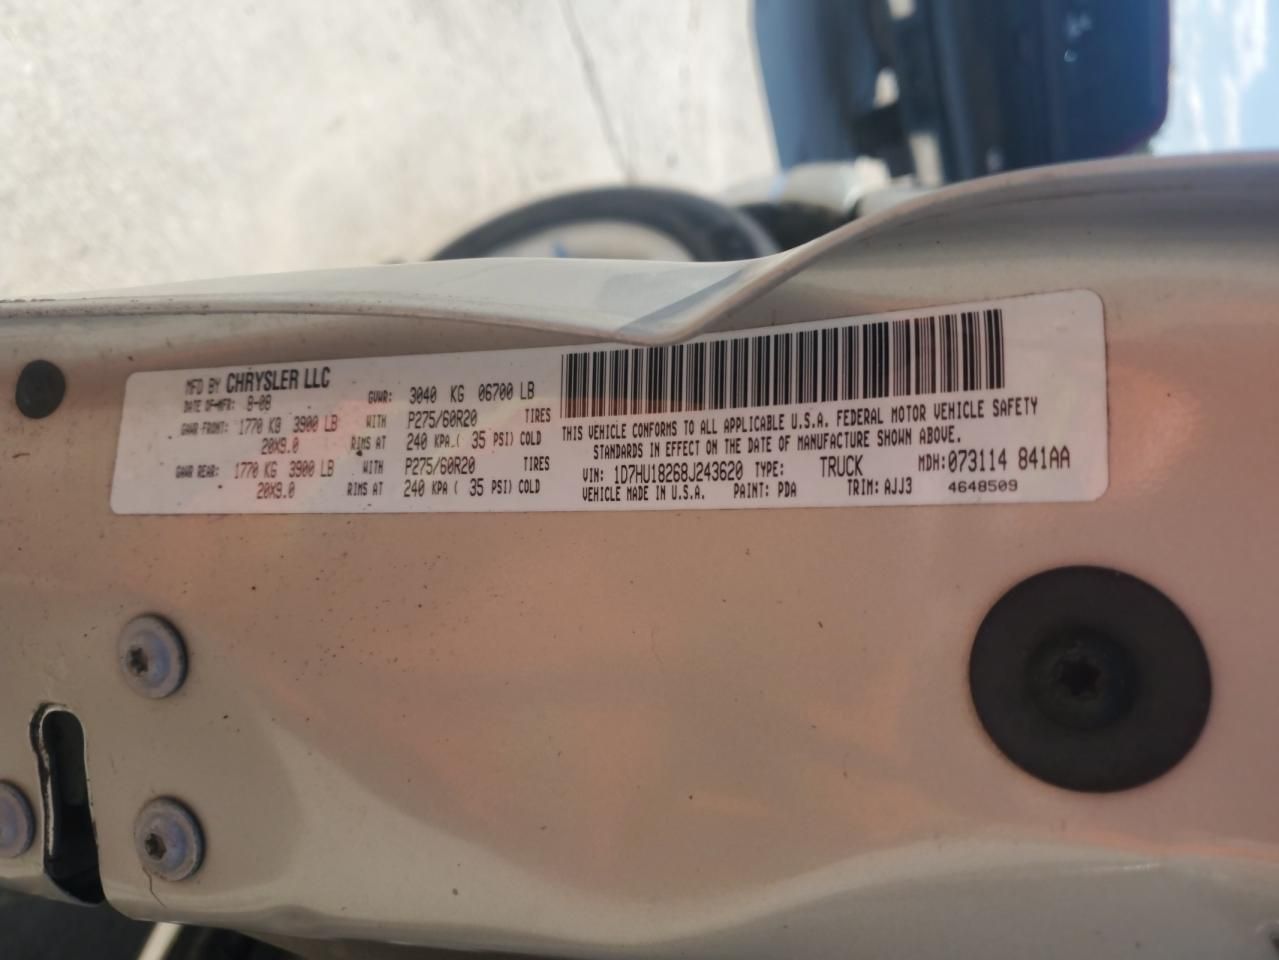 MFD BY CHRYSLER LLC
DATE OF MFR: 8-08 GVWR: 3040 KG 06700 LB
GAWR FRONT: 1770 KG 3900 LB WITH P275/60R20 TIRES
20X9.0 RIMS AT 240 KPA ( 35 PSI) COLD
GAWR REAR: 1770 KG 3900 LB WITH P275/60R20 TIRES
20X9.0 RIMS AT 240 KPA ( 35 PSI) COLD
THIS VEHICLE CONFORMS TO ALL APPLICABLE U.S.A. FEDERAL MOTOR VEHICLE SAFETY
STANDARDS IN EFFECT ON THE DATE OF MANUFACTURE SHOWN ABOVE.
VIN: 1D7HU18268J243620 TYPE: TRUCK MDH: 073114 841AA
VEHICLE MADE IN U.S.A. PAINT: PDA TRIM: AJJ3 4648509